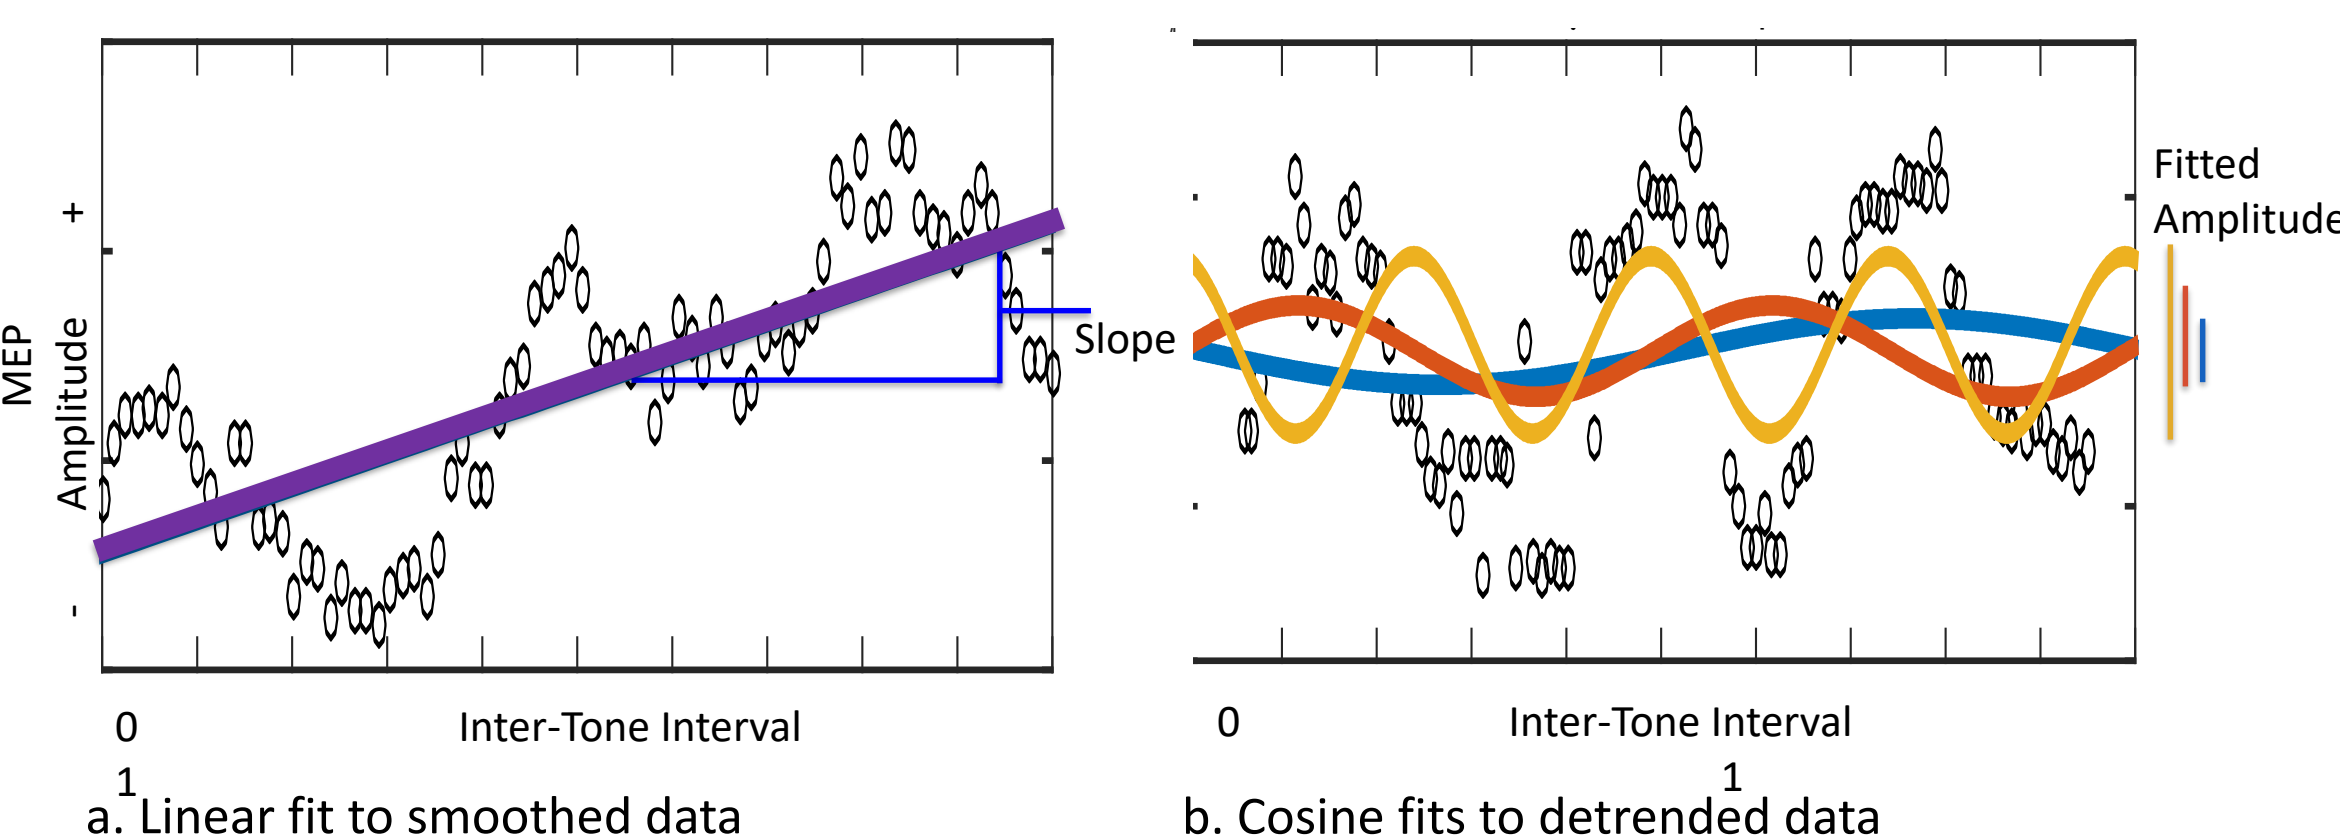 +
MEP
Amplitude
-
Slope
0
Inter-Tone Interval
1
a. Linear fit to smoothed data
Fitted
Amplitude
0
Inter-Tone Interval
1
b. Cosine fits to detrended data